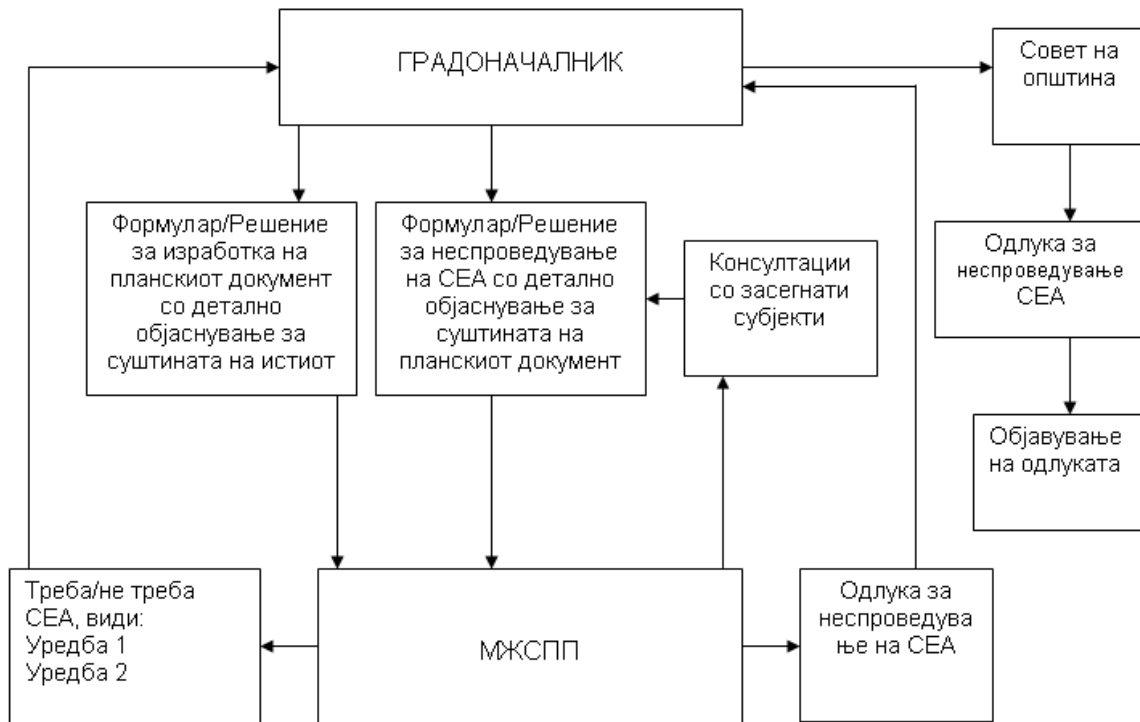 ГРАДОНАЧАЛНИК
Совет на
општина
Формулар/Решение
за изработка на
планскиот документ
со детално
објаснување за
суштината на истиот
Формулар/Решение
за неспроведување
на СЕА со детално
објаснување за
суштината на
планскиот документ
Консултации
со засегнати
субјекти
Одлука за
неспроведување
СЕА
Објавување
на одлуката
Треба/не треба
СЕА, види:
Уредба 1
Уредба 2
МЖСПП
Одлука за
неспроведува
ње на СЕА